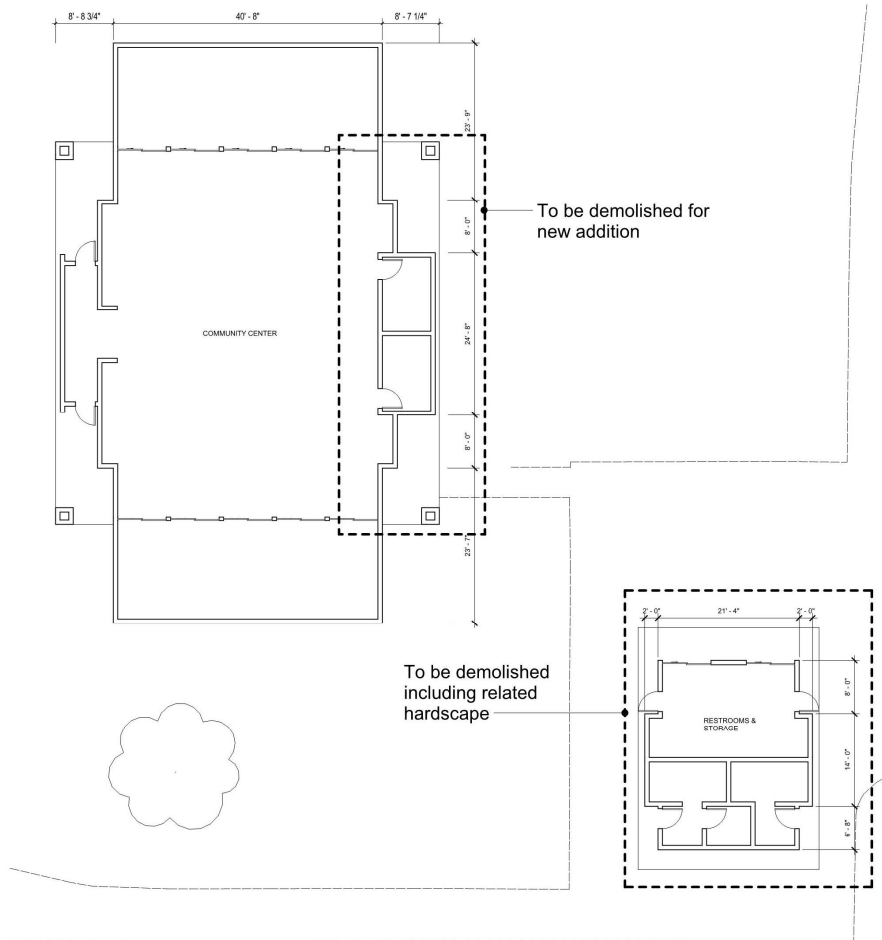 8' - 8 3/4"
40' - 8"
8' - 7 1/4"
23' - 9"
To be demolished for
new addition
8' - 0"
COMMUNITY CENTER
24' - 8"
8' - 0"
23' - 7"
2' - 0"
21' - 4"
2' - 0"
To be demolished
including related
hardscape
8' - 0"
RESTROOMS &
STORAGE
14' - 0"
6' - 8"